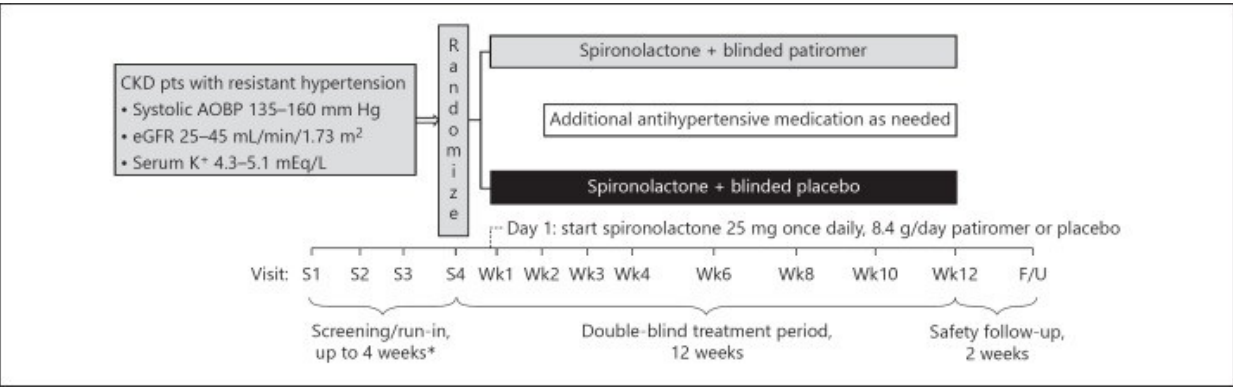 CKD pts with resistant hypertension
• Systolic AOBP 135–160 mm Hg
• eGFR 25–45 mL/min/1.73 m²
• Serum K⁺ 4.3–5.1 mEq/L
Randomize
Spironolactone + blinded patiromer
Additional antihypertensive medication as needed
Spironolactone + blinded placebo
Day 1: start spironolactone 25 mg once daily, 8.4 g/day patiromer or placebo
Visit: S1 S2 S3 S4 Wk1 Wk2 Wk3 Wk4 Wk6 Wk8 Wk10 Wk12 F/U
Screening/run-in,
up to 4 weeks*
Double-blind treatment period,
12 weeks
Safety follow-up,
2 weeks